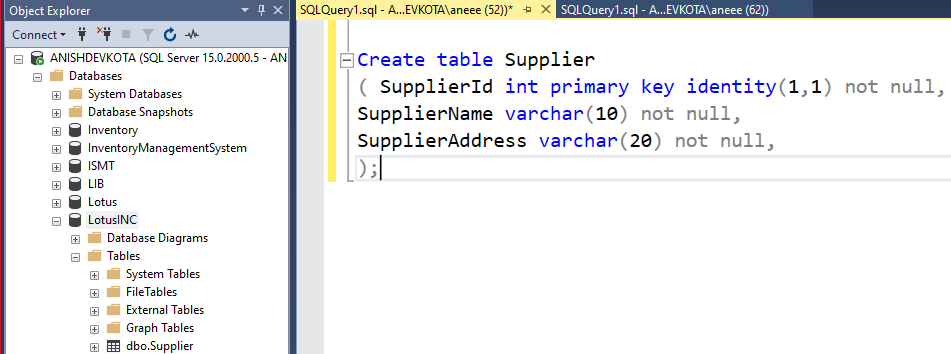 Object Explorer
Connect
ANISHDEVKOTA (SQL Server 15.0.2000.5 - AN
Databases
System Databases
Database Snapshots
Inventory
InventoryManagementSystem
ISMT
LIB
Lotus
LotusINC
Database Diagrams
Tables
System Tables
FileTables
External Tables
Graph Tables
dbo.Supplier
SQLQuery1.sql - A...EVKOTA\aneee (52))* SQLQuery1.sql - A...EVKOTA\aneee (62))
Create table Supplier
( SupplierId int primary key identity(1,1) not null,
SupplierName varchar(10) not null,
SupplierAddress varchar(20) not null,
);